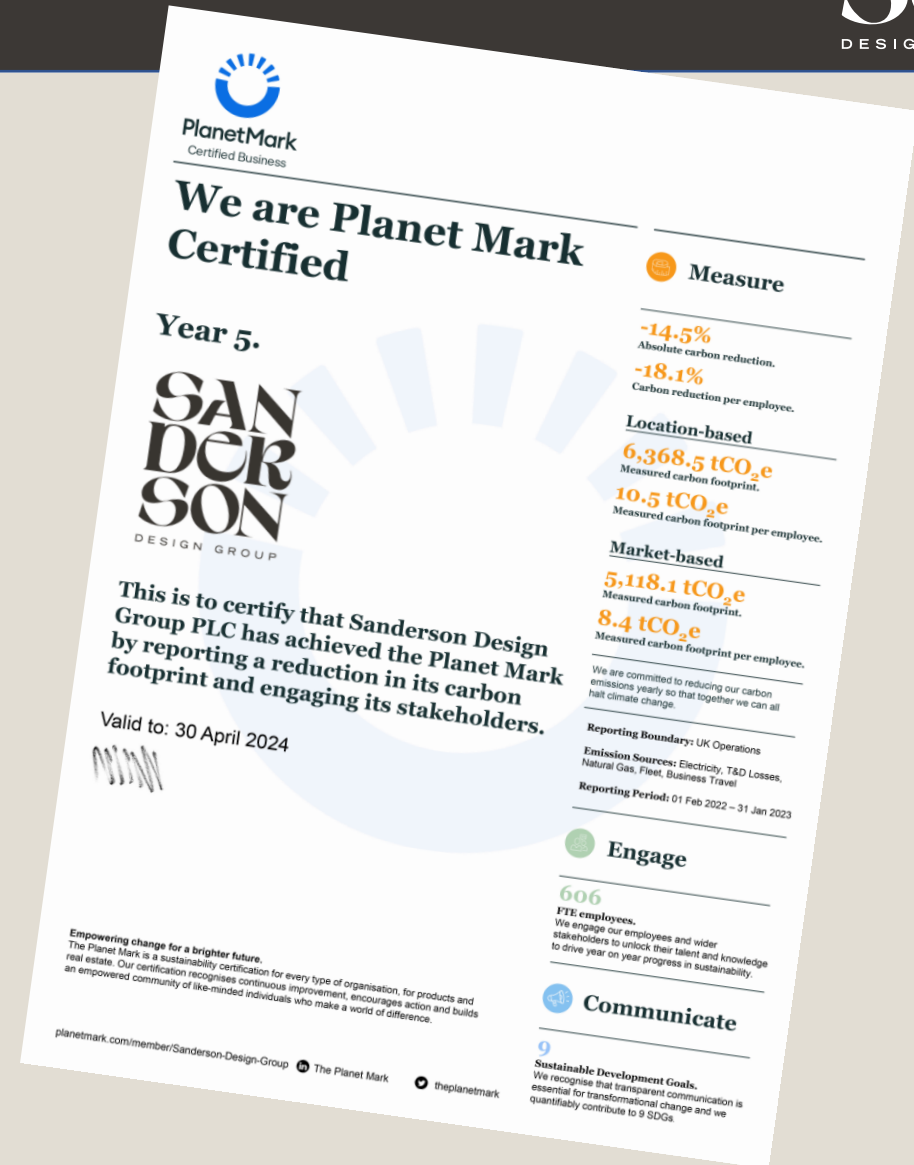 DESIG
PlanetMark
Certified Business
We are Planet Mark
Certified
Year 5.
SAN
DER
SON
DESIGN GROUP
This is to certify that Sanderson Design
Group PLC has achieved the Planet Mark
by reporting a reduction in its carbon
footprint and engaging its stakeholders.
Valid to: 30 April 2024
Empowering change for a brighter future.
The Planet Mark is a sustainability certification for every type of organisation, for products and
real estate. Our certification recognises continuous improvement, encourages action and builds
an empowered community of like-minded individuals who make a world of difference.
planetmark.com/member/Sanderson-Design-Group in The Planet Mark theplanetmark
Measure
-14.5%
Absolute carbon reduction.
-18.1%
Carbon reduction per employee.
Location-based
6,368.5 tCO₂e
Measured carbon footprint.
10.5 tCO₂e
Measured carbon footprint per employee.
Market-based
5,118.1 tCO₂e
Measured carbon footprint.
8.4 tCO₂e
Measured carbon footprint per employee.
We are committed to reducing our carbon
emissions yearly so that together we can all
halt climate change.
Reporting Boundary: UK Operations
Emission Sources: Electricity, T&D Losses,
Natural Gas, Fleet, Business Travel
Reporting Period: 01 Feb 2022 – 31 Jan 2023
Engage
606
FTE employees.
We engage our employees and wider
stakeholders to unlock their talent and knowledge
to drive year on year progress in sustainability.
Communicate
9
Sustainable Development Goals.
We recognise that transparent communication is
essential for transformational change and we
quantifiably contribute to 9 SDGs.